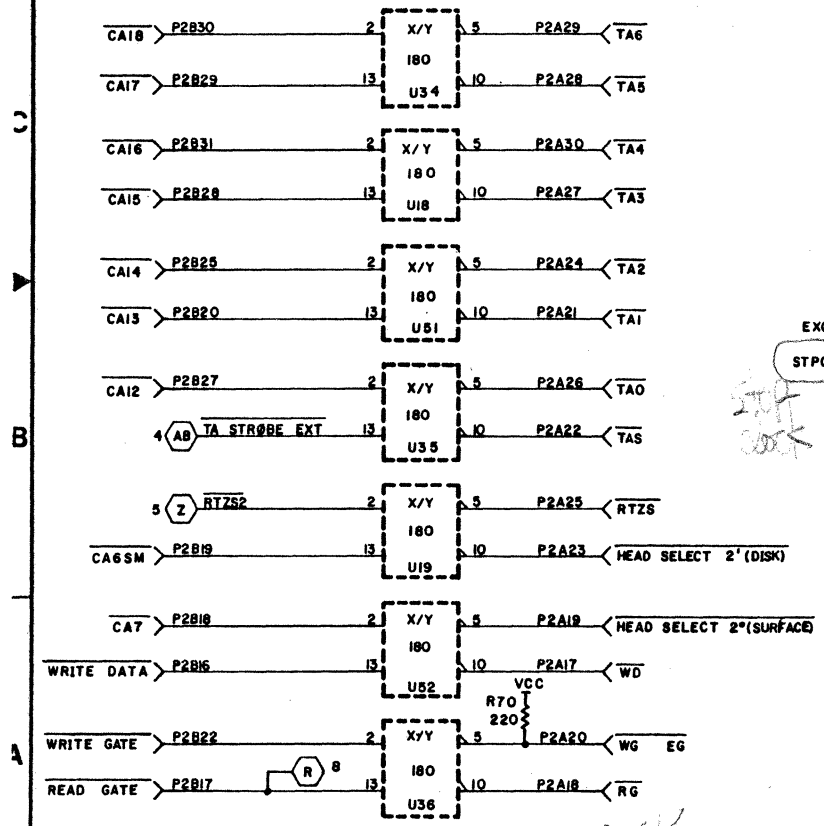 CA18 P2B30 2 X/Y 5 P2A29 TA6
180
CA17 P2B29 13 U34 10 P2A28 TA5
C
CA16 P2B31 2 X/Y 5 P2A30 TA4
180
CA15 P2B28 13 U18 10 P2A27 TA3
CA14 P2B25 2 X/Y 5 P2A24 TA2
180
CA13 P2B20 13 U51 10 P2A21 TA1
STP
CA12 P2B27 2 X/Y 5 P2A26 TA0
180
B 4 AB TA STRØBE EXT 13 U35 10 P2A22 TAS
5 Z RTZS2 2 X/Y 5 P2A25 RTZS
180
CA6SM P2B19 13 U19 10 P2A23 HEAD SELECT 2' (DISK)
CA7 P2B18 2 X/Y 5 P2A19 HEAD SELECT 2°(SURFACE)
180
WRITE DATA P2B16 13 U52 10 P2A17 WD
VCC
R70
220
A WRITE GATE P2B22 2 X/Y 5 P2A20 WG EG
R 8 180
READ GATE P2B17 13 U36 10 P2A18 RG